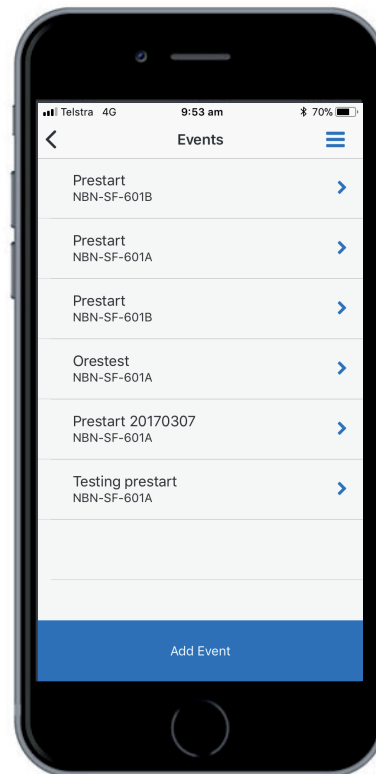 Telstra 4G 9:53 am 70%
Events
Prestart
NBN-SF-601B
Prestart
NBN-SF-601A
Prestart
NBN-SF-601B
Orestest
NBN-SF-601A
Prestart 20170307
NBN-SF-601A
Testing prestart
NBN-SF-601A
Add Event